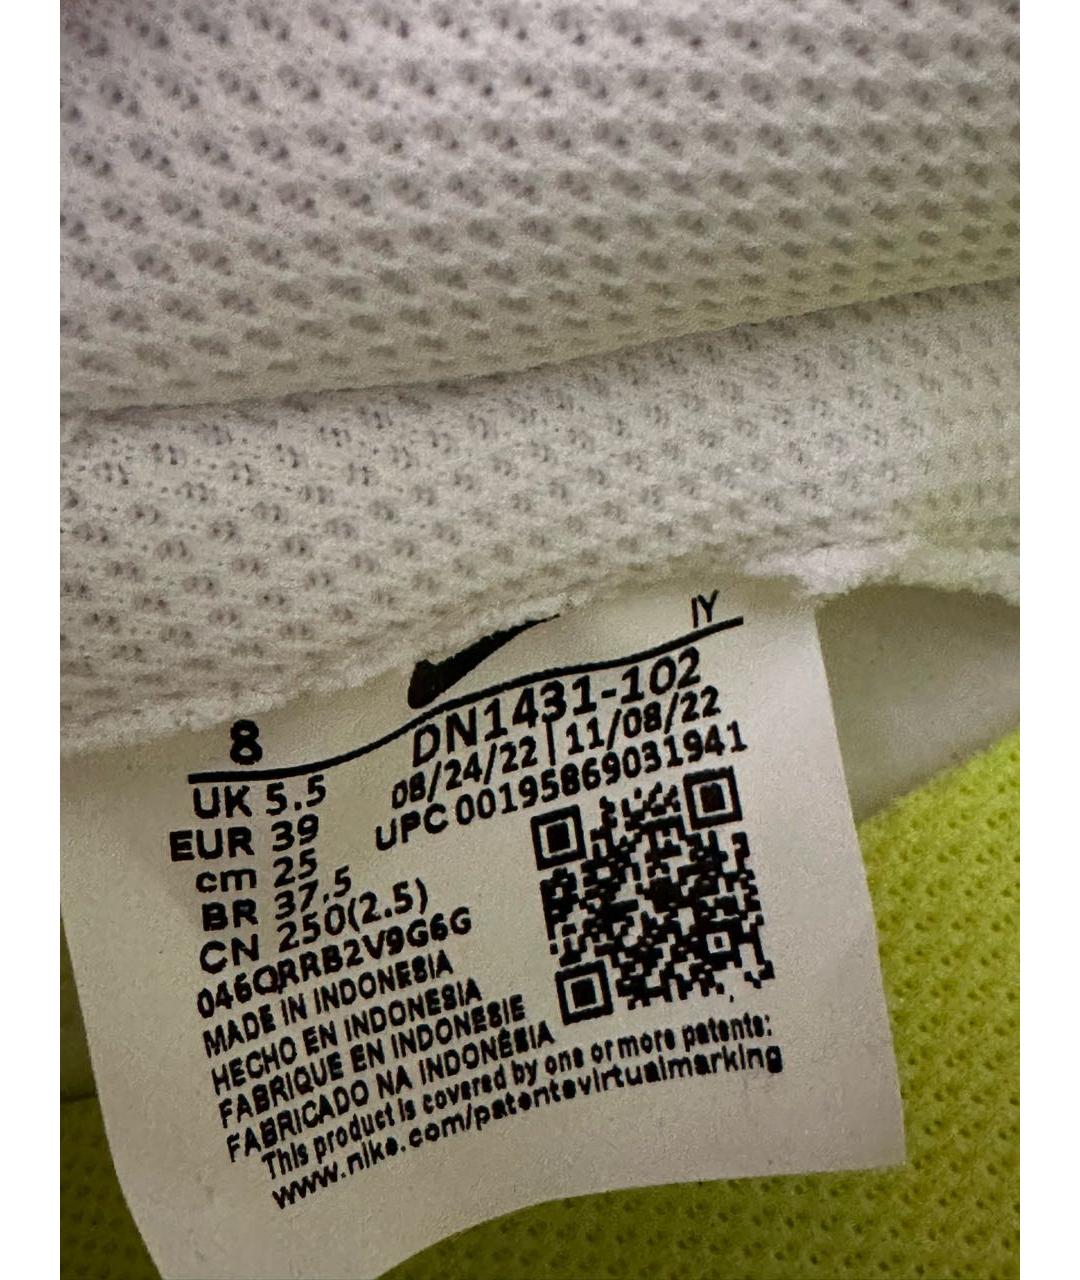 IY
8
DN1431-102
08/24/22 | 11/08/22
UPC 00195869031941
UK 5.5
EUR 39
cm 25
BR 37.5
CN 250(2.5)
046QRRB2V9G6G
MADE IN INDONESIA
HECHO EN INDONESIA
FABRIQUE EN INDONESIE
FABRICADO NA INDONÉSIA
This product is covered by one or more patents:
www.nike.com/patentsvirtualmarking